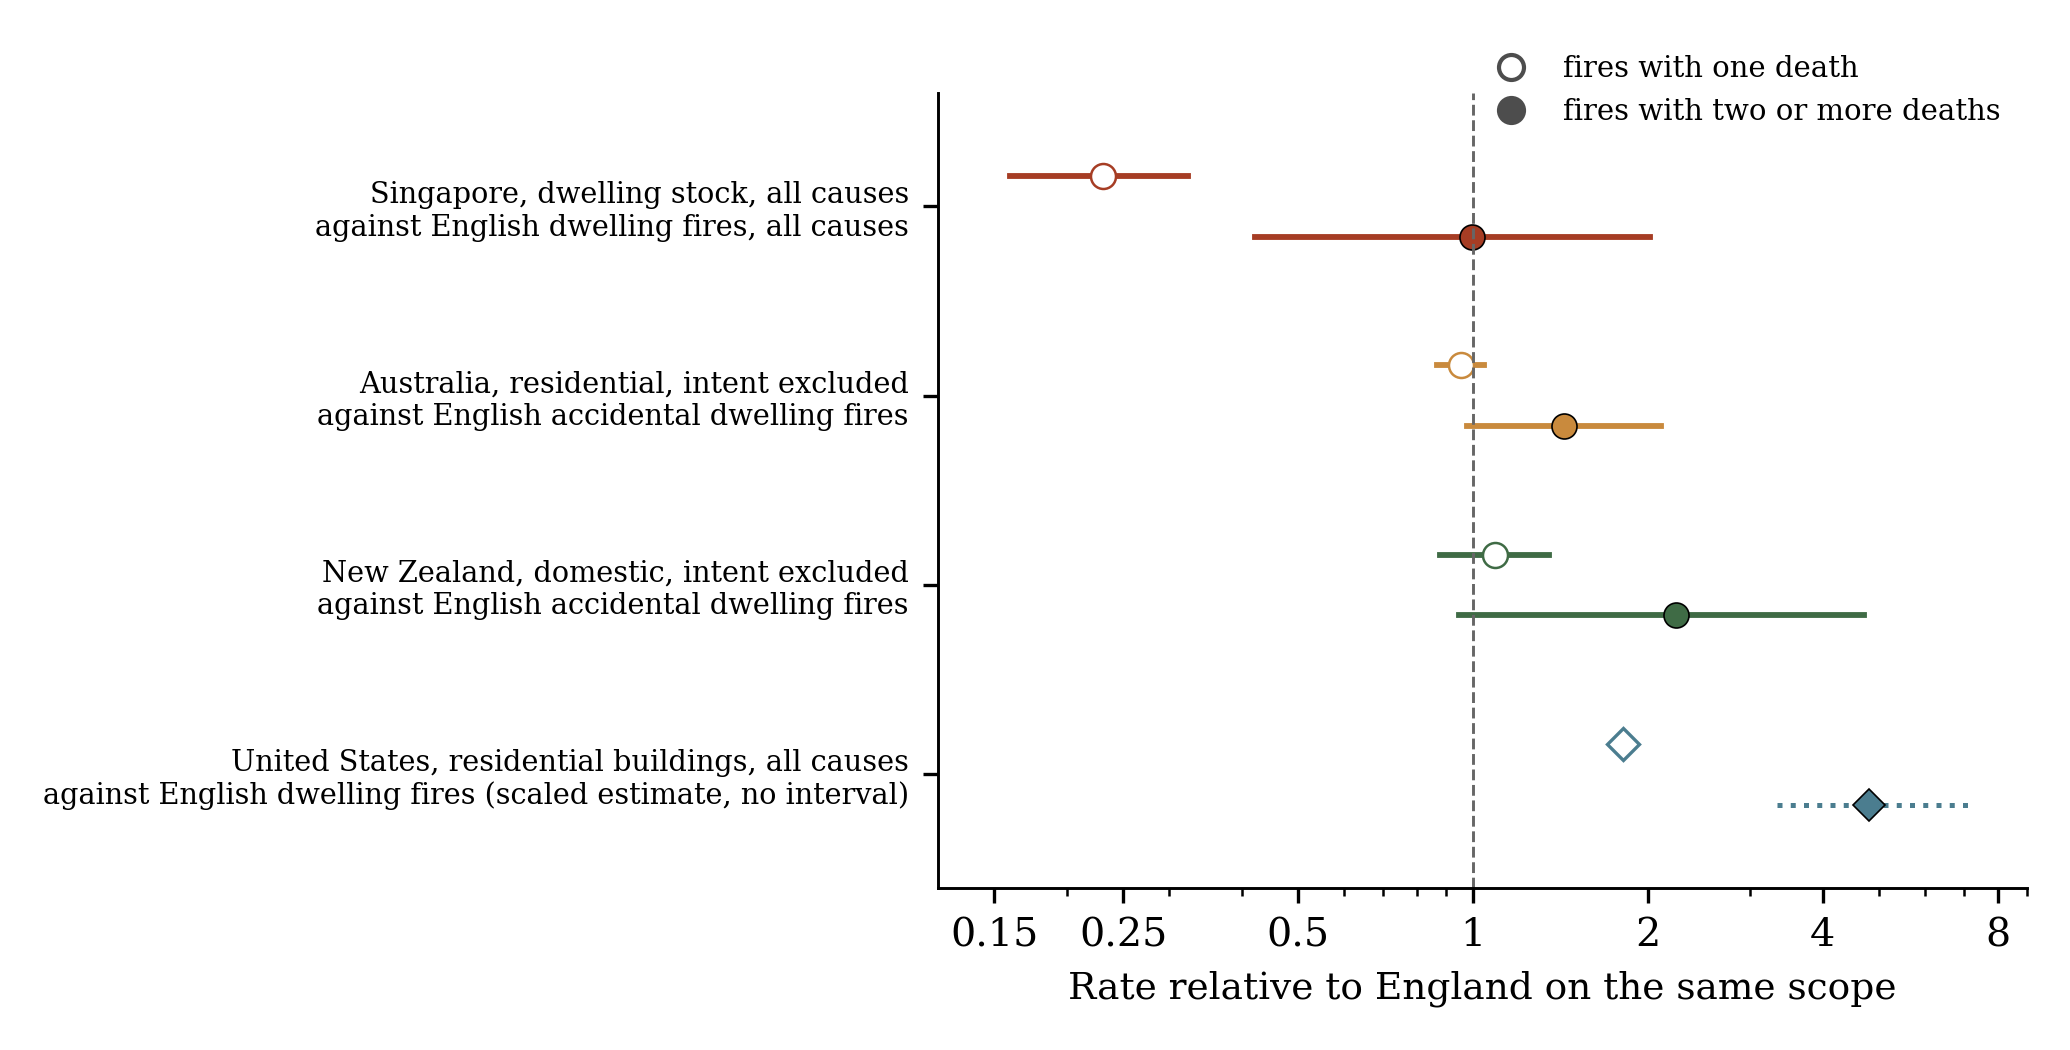 fires with one death
fires with two or more deaths
Singapore, dwelling stock, all causes
against English dwelling fires, all causes
Australia, residential, intent excluded
against English accidental dwelling fires
New Zealand, domestic, intent excluded
against English accidental dwelling fires
United States, residential buildings, all causes
against English dwelling fires (scaled estimate, no interval)
0.15 0.25 0.5 1 2 4 8
Rate relative to England on the same scope